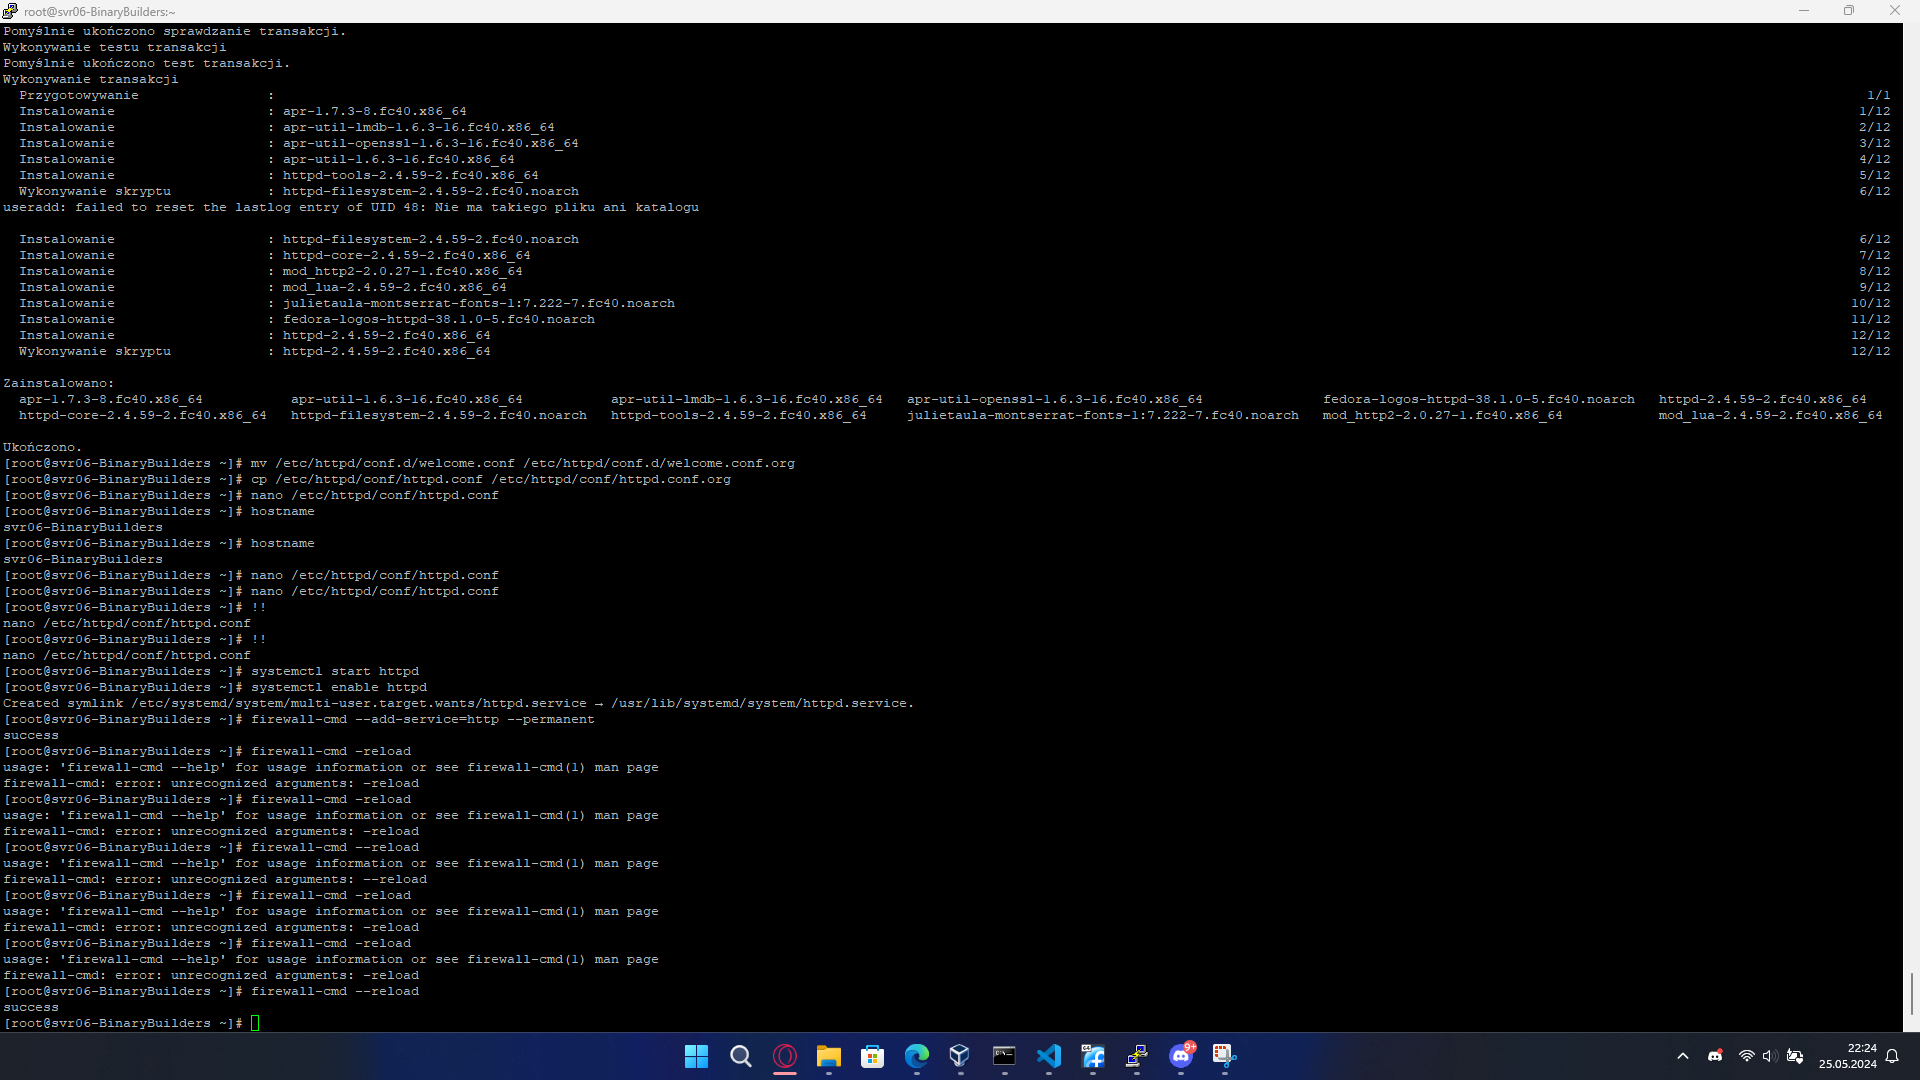 root@svr06-BinaryBuilders:~
Pomyślnie ukończono sprawdzanie transakcji.
Wykonywanie testu transakcji
Pomyślnie ukończono test transakcji.
Wykonywanie transakcji
Przygotowywanie : 1/1
Instalowanie : apr-1.7.3-8.fc40.x86_64 1/12
Instalowanie : apr-util-lmdb-1.6.3-16.fc40.x86_64 2/12
Instalowanie : apr-util-openssl-1.6.3-16.fc40.x86_64 3/12
Instalowanie : apr-util-1.6.3-16.fc40.x86_64 4/12
Instalowanie : httpd-tools-2.4.59-2.fc40.x86_64 5/12
Wykonywanie skryptu : httpd-filesystem-2.4.59-2.fc40.noarch 6/12
useradd: failed to reset the lastlog entry of UID 48: Nie ma takiego pliku ani katalogu
Instalowanie : httpd-filesystem-2.4.59-2.fc40.noarch 6/12
Instalowanie : httpd-core-2.4.59-2.fc40.x86_64 7/12
Instalowanie : mod_http2-2.0.27-1.fc40.x86_64 8/12
Instalowanie : mod_lua-2.4.59-2.fc40.x86_64 9/12
Instalowanie : julietaula-montserrat-fonts-1:7.222-7.fc40.noarch 10/12
Instalowanie : fedora-logos-httpd-38.1.0-5.fc40.noarch 11/12
Instalowanie : httpd-2.4.59-2.fc40.x86_64 12/12
Wykonywanie skryptu : httpd-2.4.59-2.fc40.x86_64 12/12
Zainstalowano:
apr-1.7.3-8.fc40.x86_64 apr-util-1.6.3-16.fc40.x86_64 apr-util-lmdb-1.6.3-16.fc40.x86_64 apr-util-openssl-1.6.3-16.fc40.x86_64 fedora-logos-httpd-38.1.0-5.fc40.noarch httpd-2.4.59-2.fc40.x86_64
httpd-core-2.4.59-2.fc40.x86_64 httpd-filesystem-2.4.59-2.fc40.noarch httpd-tools-2.4.59-2.fc40.x86_64 julietaula-montserrat-fonts-1:7.222-7.fc40.noarch mod_http2-2.0.27-1.fc40.x86_64 mod_lua-2.4.59-2.fc40.x86_64
Ukończono.
[root@svr06-BinaryBuilders ~]# mv /etc/httpd/conf.d/welcome.conf /etc/httpd/conf.d/welcome.conf.org
[root@svr06-BinaryBuilders ~]# cp /etc/httpd/conf/httpd.conf /etc/httpd/conf/httpd.conf.org
[root@svr06-BinaryBuilders ~]# nano /etc/httpd/conf/httpd.conf
[root@svr06-BinaryBuilders ~]# hostname
svr06-BinaryBuilders
[root@svr06-BinaryBuilders ~]# hostname
svr06-BinaryBuilders
[root@svr06-BinaryBuilders ~]# nano /etc/httpd/conf/httpd.conf
[root@svr06-BinaryBuilders ~]# nano /etc/httpd/conf/httpd.conf
[root@svr06-BinaryBuilders ~]# !!
nano /etc/httpd/conf/httpd.conf
[root@svr06-BinaryBuilders ~]# !!
nano /etc/httpd/conf/httpd.conf
[root@svr06-BinaryBuilders ~]# systemctl start httpd
[root@svr06-BinaryBuilders ~]# systemctl enable httpd
Created symlink /etc/systemd/system/multi-user.target.wants/httpd.service → /usr/lib/systemd/system/httpd.service.
[root@svr06-BinaryBuilders ~]# firewall-cmd --add-service=http --permanent
success
[root@svr06-BinaryBuilders ~]# firewall-cmd -reload
usage: 'firewall-cmd --help' for usage information or see firewall-cmd(1) man page
firewall-cmd: error: unrecognized arguments: -reload
[root@svr06-BinaryBuilders ~]# firewall-cmd -reload
usage: 'firewall-cmd --help' for usage information or see firewall-cmd(1) man page
firewall-cmd: error: unrecognized arguments: -reload
[root@svr06-BinaryBuilders ~]# firewall-cmd --reload
usage: 'firewall-cmd --help' for usage information or see firewall-cmd(1) man page
firewall-cmd: error: unrecognized arguments: --reload
[root@svr06-BinaryBuilders ~]# firewall-cmd -reload
usage: 'firewall-cmd --help' for usage information or see firewall-cmd(1) man page
firewall-cmd: error: unrecognized arguments: -reload
[root@svr06-BinaryBuilders ~]# firewall-cmd -reload
usage: 'firewall-cmd --help' for usage information or see firewall-cmd(1) man page
firewall-cmd: error: unrecognized arguments: -reload
[root@svr06-BinaryBuilders ~]# firewall-cmd --reload
success
[root@svr06-BinaryBuilders ~]#
64
9+
22:24
25.05.2024